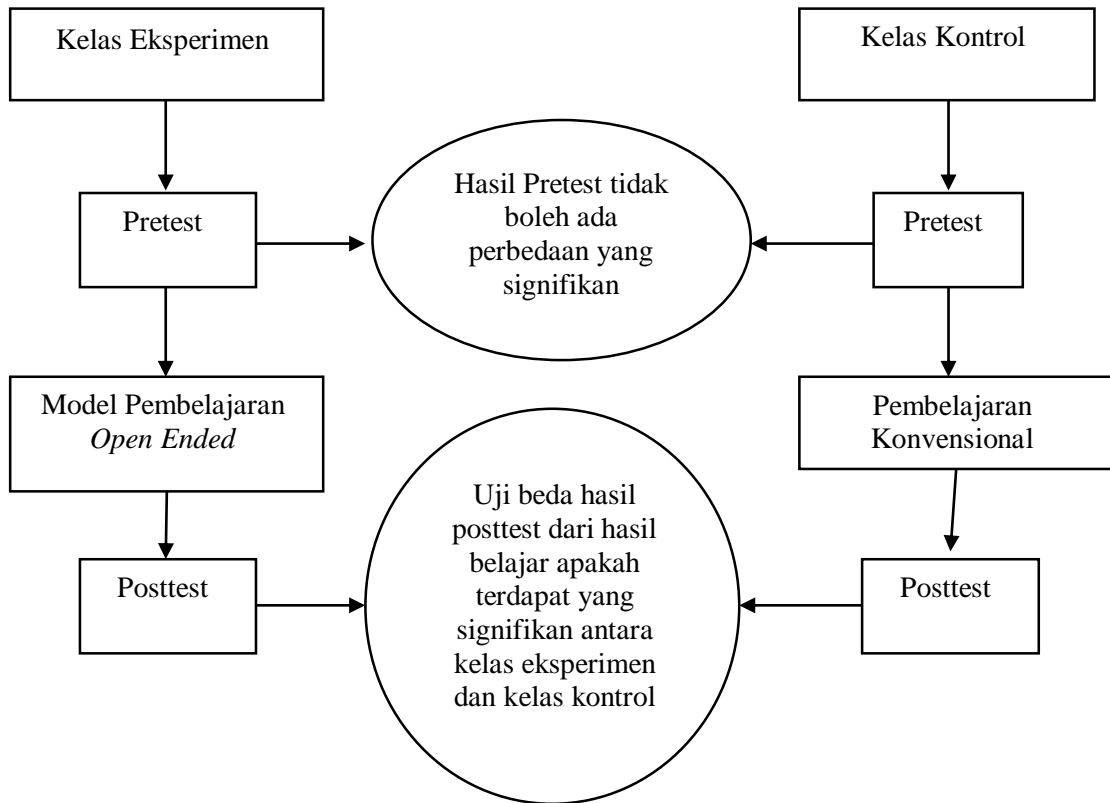 Kelas Eksperimen
Kelas Kontrol
Hasil Pretest tidak
boleh ada
perbedaan yang
signifikan
Pretest
Pretest
Model Pembelajaran
Open Ended
Pembelajaran
Konvensional
Uji beda hasil
posttest dari hasil
belajar apakah
terdapat yang
signifikan antara
kelas eksperimen
dan kelas kontrol
Posttest
Posttest